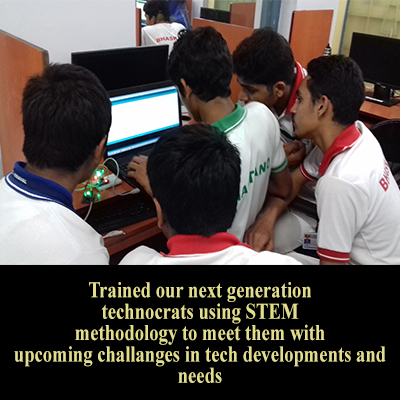 BHASK
Trained our next generation
technocrats using STEM
methodology to meet them with
upcoming challanges in tech developments and
needs